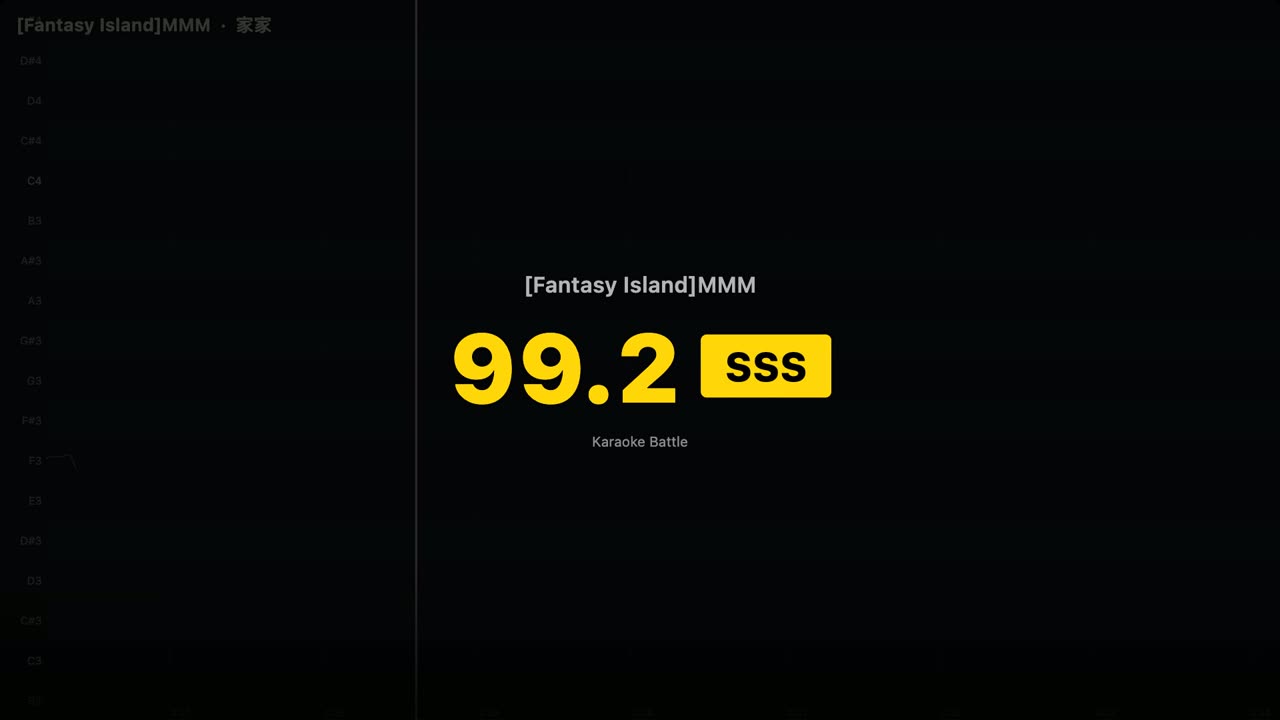 [Fantasy Island]MMM · 家家
D#4
D4
C#4
C4
B3
A#3
A3
G#3
G3
F#3
F3
E3
D#3
D3
C#3
C3
[Fantasy Island]MMM
99.2 SSS
Karaoke Battle